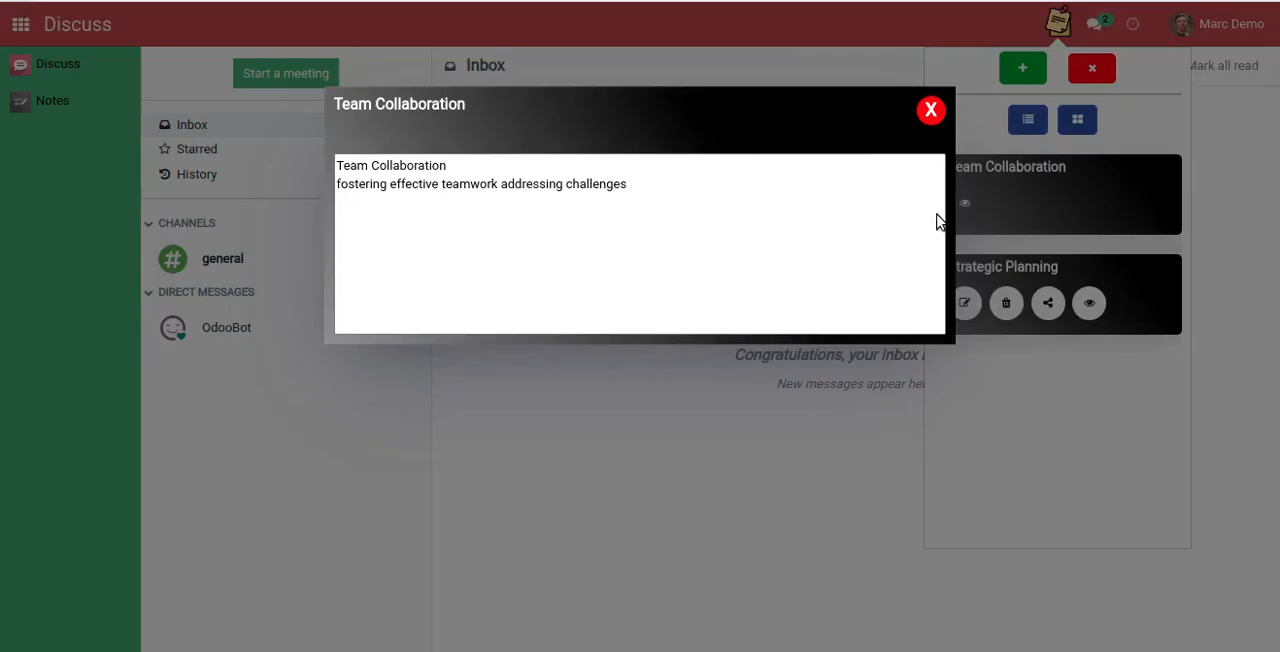 Discuss
2
Marc Demo
Discuss
Notes
Start a meeting
Inbox
Starred
History
CHANNELS
general
DIRECT MESSAGES
OdooBot
Inbox
Mark all read
Team Collaboration
X
Team Collaboration
fostering effective teamwork addressing challenges
eam Collaboration
trategic Planning
Congratulations, your inbox
New messages appear